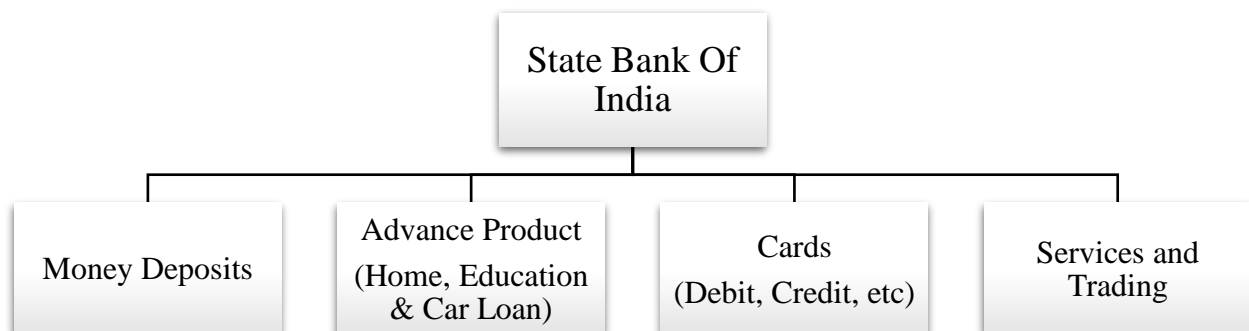 State Bank Of
India
Money Deposits
Advance Product
(Home, Education
& Car Loan)
Cards
(Debit, Credit, etc)
Services and
Trading